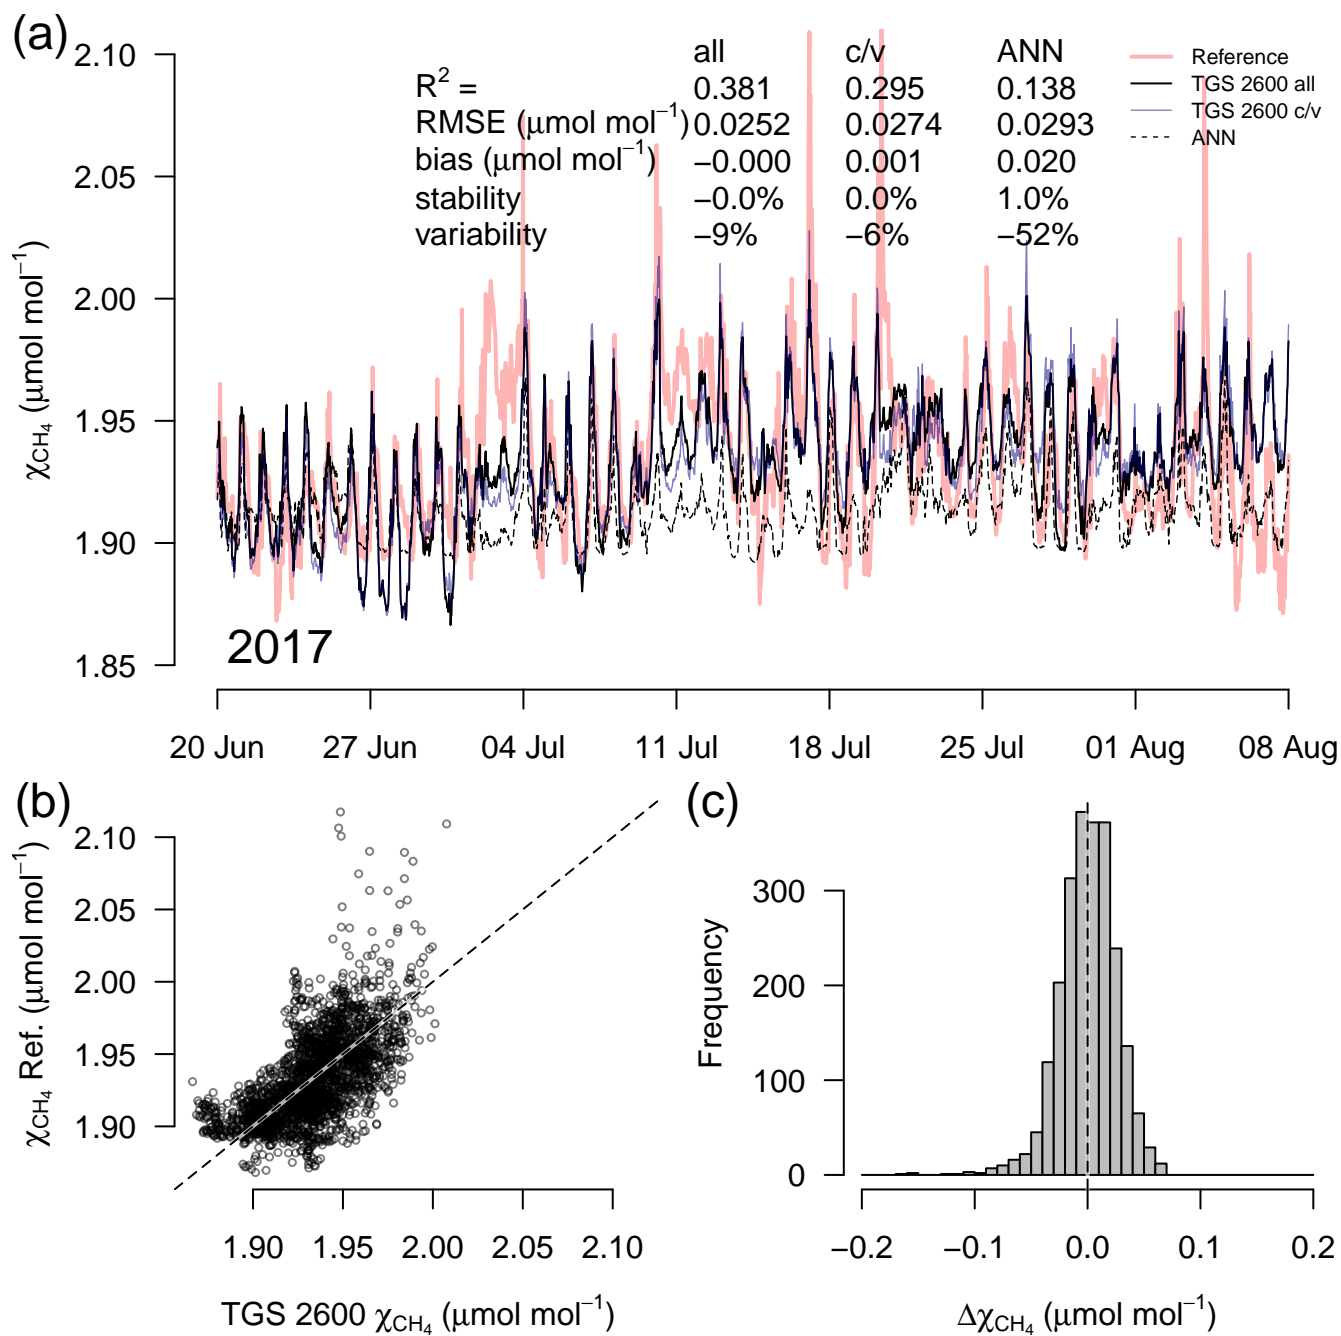 (a)
all c/v ANN
R² = 0.381 0.295 0.138
RMSE (μmol mol⁻¹) 0.0252 0.0274 0.0293
bias (μmol mol⁻¹) −0.000 0.001 0.020
stability −0.0% 0.0% 1.0%
variability −9% −6% −52%
Reference
TGS 2600 all
TGS 2600 c/v
ANN
2.10
2.05
2.00
1.95
1.90
1.85
χCH₄ (μmol mol⁻¹)
2017
20 Jun 27 Jun 04 Jul 11 Jul 18 Jul 25 Jul 01 Aug 08 Aug
(b)
2.10
2.05
2.00
1.95
1.90
χCH₄ Ref. (μmol mol⁻¹)
1.90 1.95 2.00 2.10
TGS 2600 χCH₄ (μmol mol⁻¹)
(c)
300
200
100
0
Frequency
−0.2 −0.1 0.0 0.1 0.2
ΔχCH₄ (μmol mol⁻¹)